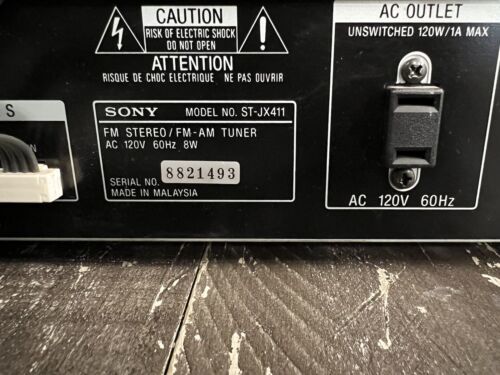 CAUTION
RISK OF ELECTRIC SHOCK
DO NOT OPEN
ATTENTION
RISQUE DE CHOC ELECTRIQUE NE PAS OUVRIR
AC OUTLET
UNSWITCHED 120W/1A MAX
S
SONY MODEL NO. ST-JX411
FM STEREO/FM-AM TUNER
AC 120V 60Hz 8W
SERIAL NO. 8821493
MADE IN MALAYSIA
AC 120V 60Hz